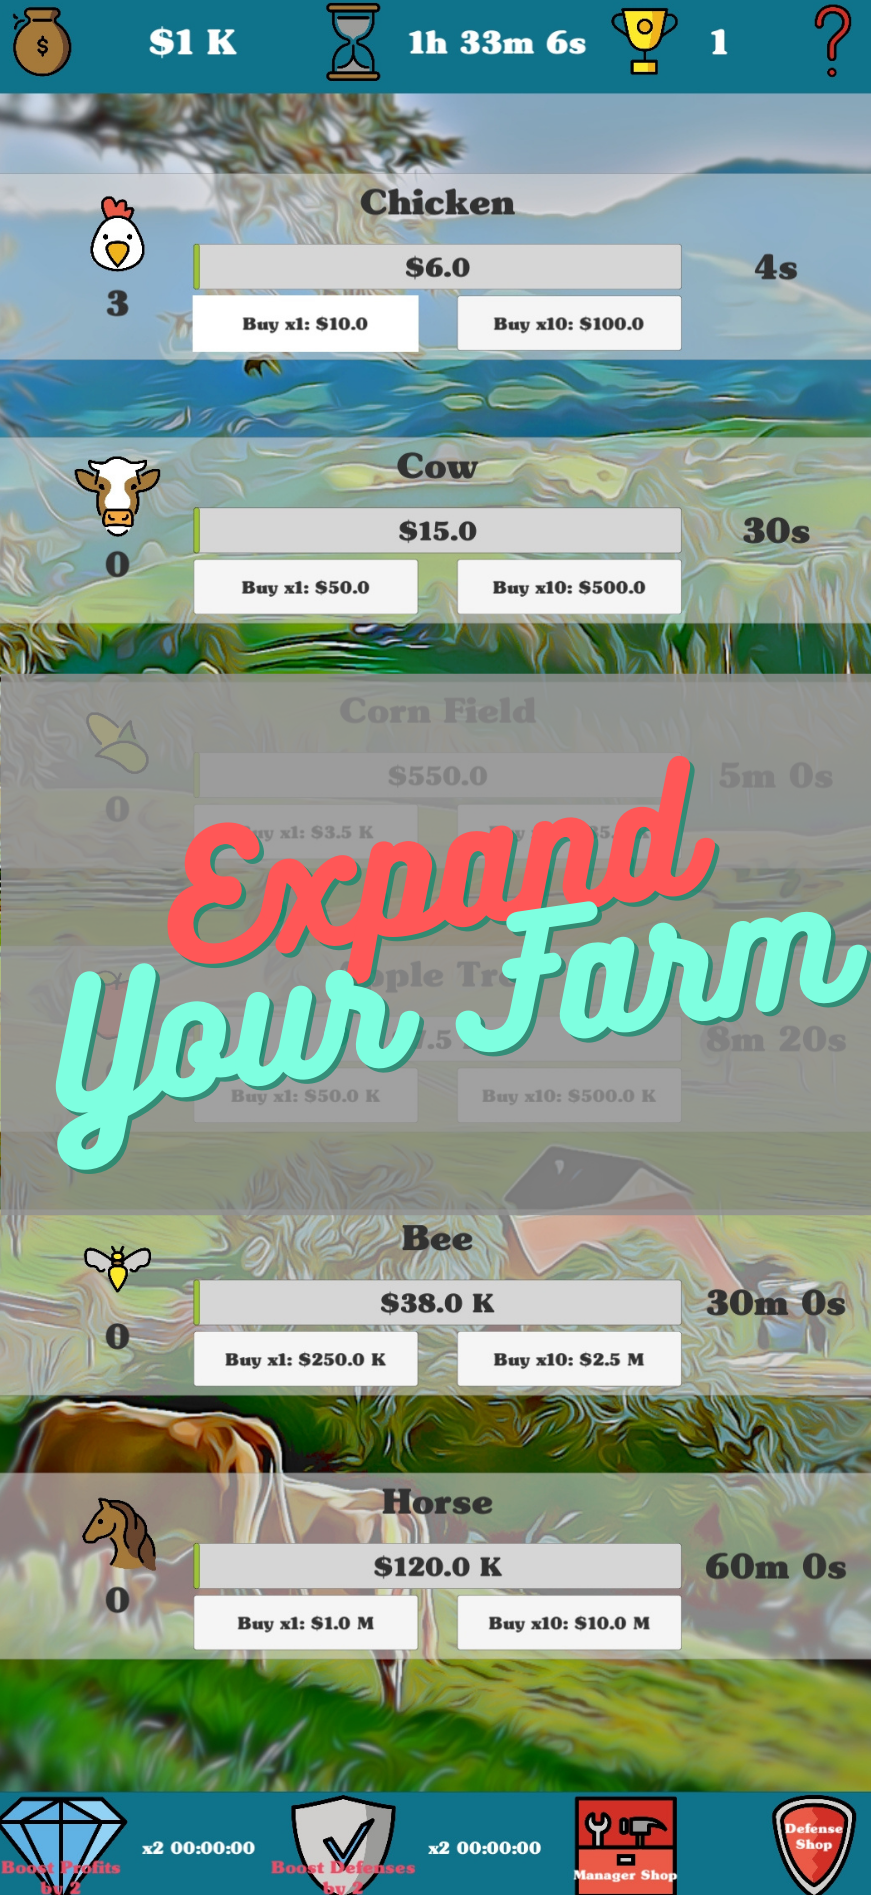 $
$1 K
1h 33m 6s
1
?
Chicken
3
$6.0
4s
Buy x1: $10.0
Buy x10: $100.0
Cow
0
$15.0
30s
Buy x1: $50.0
Buy x10: $500.0
Corn Field
0
$550.0
5m 0s
x1: $3.5 K
Expand
Your Farm
8m 20s
Buy x1: $50.0 K
Buy x10: $500.0 K
Bee
0
$38.0 K
30m 0s
Buy x1: $250.0 K
Buy x10: $2.5 M
Horse
0
$120.0 K
60m 0s
Buy x1: $1.0 M
Buy x10: $10.0 M
Boost Profits
by 2
x2 00:00:00
Boost Defenses
by 2
x2 00:00:00
Manager Shop
Defense
Shop